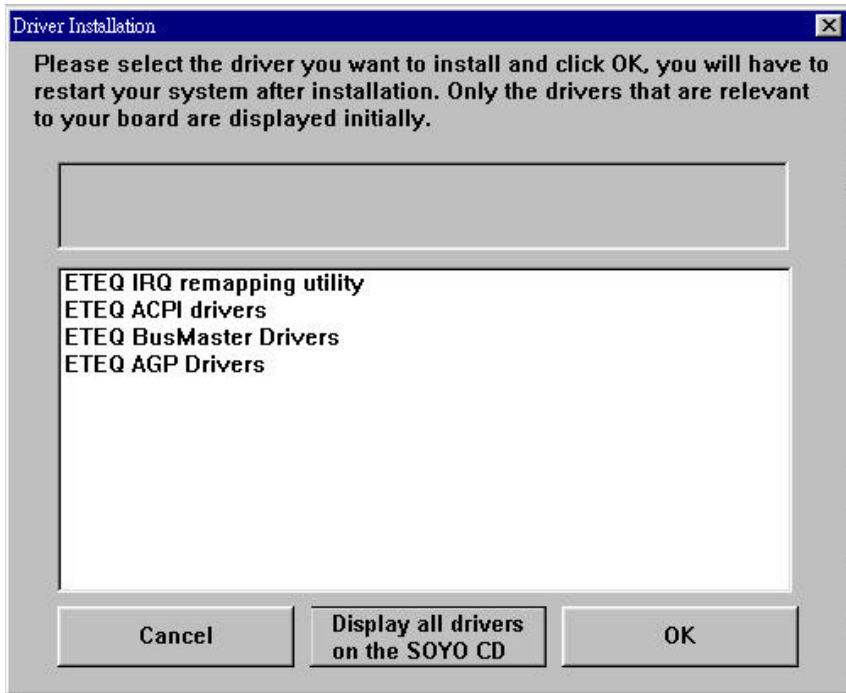 Driver Installation
Please select the driver you want to install and click OK, you will have to
restart your system after installation. Only the drivers that are relevant
to your board are displayed initially.
ETEQ IRQ remapping utility
ETEQ ACPI drivers
ETEQ BusMaster Drivers
ETEQ AGP Drivers
Cancel
Display all drivers
on the SOYO CD
OK